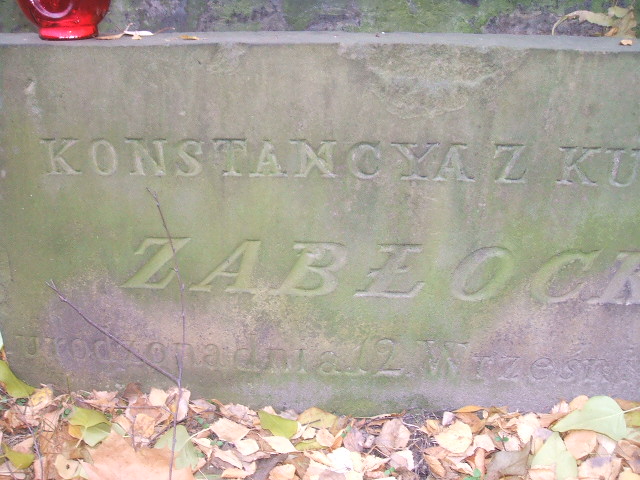 KONSTANCYA Z KU
ZABŁOCK
urodzona dnia 12 Wrześn